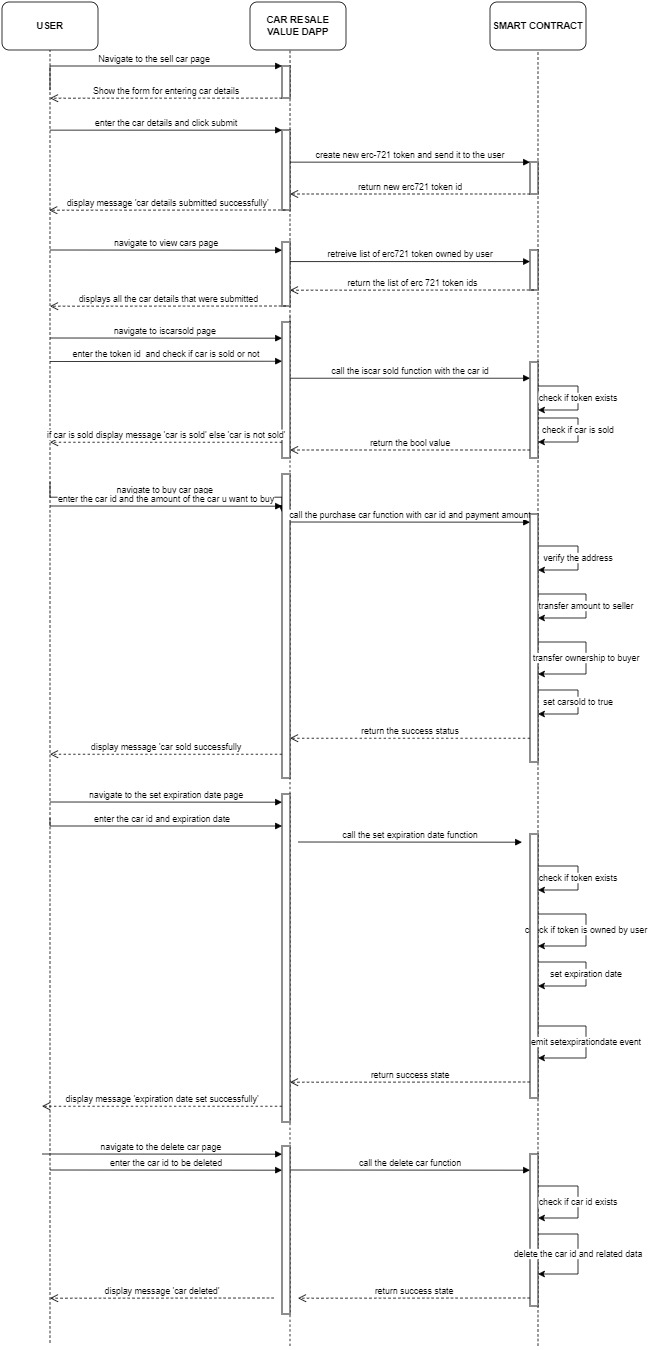 USER
CAR RESALE
VALUE DAPP
SMART CONTRACT
Navigate to the sell car page
Show the form for entering car details
enter the car details and click submit
create new erc-721 token and send it to the user
return new erc721 token id
display message 'car details submitted successfully'
navigate to view cars page
retreive list of erc721 token owned by user
return the list of erc 721 token ids
displays all the car details that were submitted
navigate to iscarsold page
enter the token id and check if car is sold or not
call the iscar sold function with the car id
check if token exists
check if car is sold
if car is sold display message 'car is sold' else 'car is not sold'
return the bool value
navigate to buy car page
enter the car id and the amount of the car u want to buy
call the purchase car function with car id and payment amount
verify the address
transfer amount to seller
transfer ownership to buyer
set carsold to true
return the success status
display message 'car sold successfully
navigate to the set expiration date page
enter the car id and expiration date
call the set expiration date function
check if token exists
check if token is owned by user
set expiration date
emit setexpirationdate event
return success state
display message 'expiration date set successfully'
navigate to the delete car page
enter the car id to be deleted
call the delete car function
check if car id exists
delete the car id and related data
return success state
display message 'car deleted'